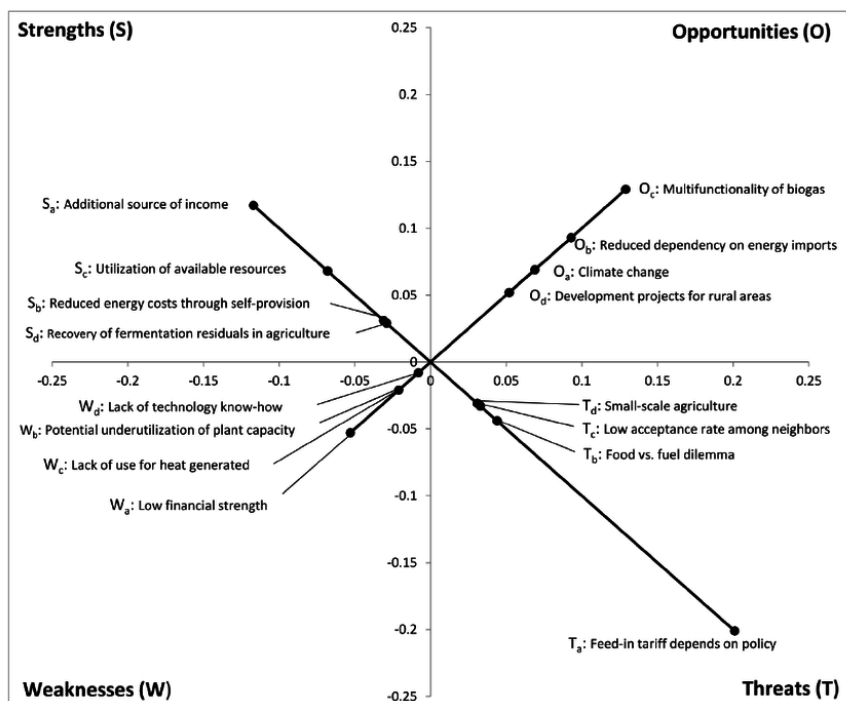 Strengths (S)
Opportunities (O)
0.25
0.2
0.15
0.1
0.05
0
-0.05
-0.1
-0.15
-0.2
-0.25
-0.25
-0.2
-0.15
-0.1
-0.05
0
0.05
0.1
0.15
0.2
0.25
Sₐ: Additional source of income
S_c: Utilization of available resources
S_b: Reduced energy costs through self-provision
S_d: Recovery of fermentation residuals in agriculture
O_c: Multifunctionality of biogas
O_b: Reduced dependency on energy imports
Oₐ: Climate change
O_d: Development projects for rural areas
W_d: Lack of technology know-how
W_b: Potential underutilization of plant capacity
W_c: Lack of use for heat generated
Wₐ: Low financial strength
T_d: Small-scale agriculture
T_c: Low acceptance rate among neighbors
T_b: Food vs. fuel dilemma
Tₐ: Feed-in tariff depends on policy
Weaknesses (W)
Threats (T)